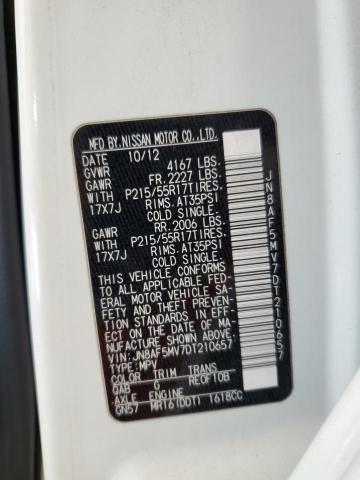 MFD BY NISSAN MOTOR CO., LTD.
DATE 10/12
GVWR 4167 LBS.
GAWR FR. 2227 LBS.
WITH P215/55R17TIRES,
17X7J RIMS. AT35PSI
COLD SINGLE.
GAWR RR. 2006 LBS.
WITH P215/55R17TIRES,
17X7J RIMS. AT35PSI
COLD SINGLE.
THIS VEHICLE CONFORMS
TO ALL APPLICABLE FED-
ERAL MOTOR VEHICLE SA-
FETY AND THEFT PREVEN-
TION STANDARDS IN EFF-
ECT ON THE DATE OF MA-
NUFACTURE SHOWN ABOVE.
VIN: JN8AF5MV7DT210657
TYPE: MPV
COLOR TRIM TRANS
GAB G RE0F10B
AXLE ENGINE
GN57 MR16(DDT) 1618CC
JN8AF5MV7DT210657